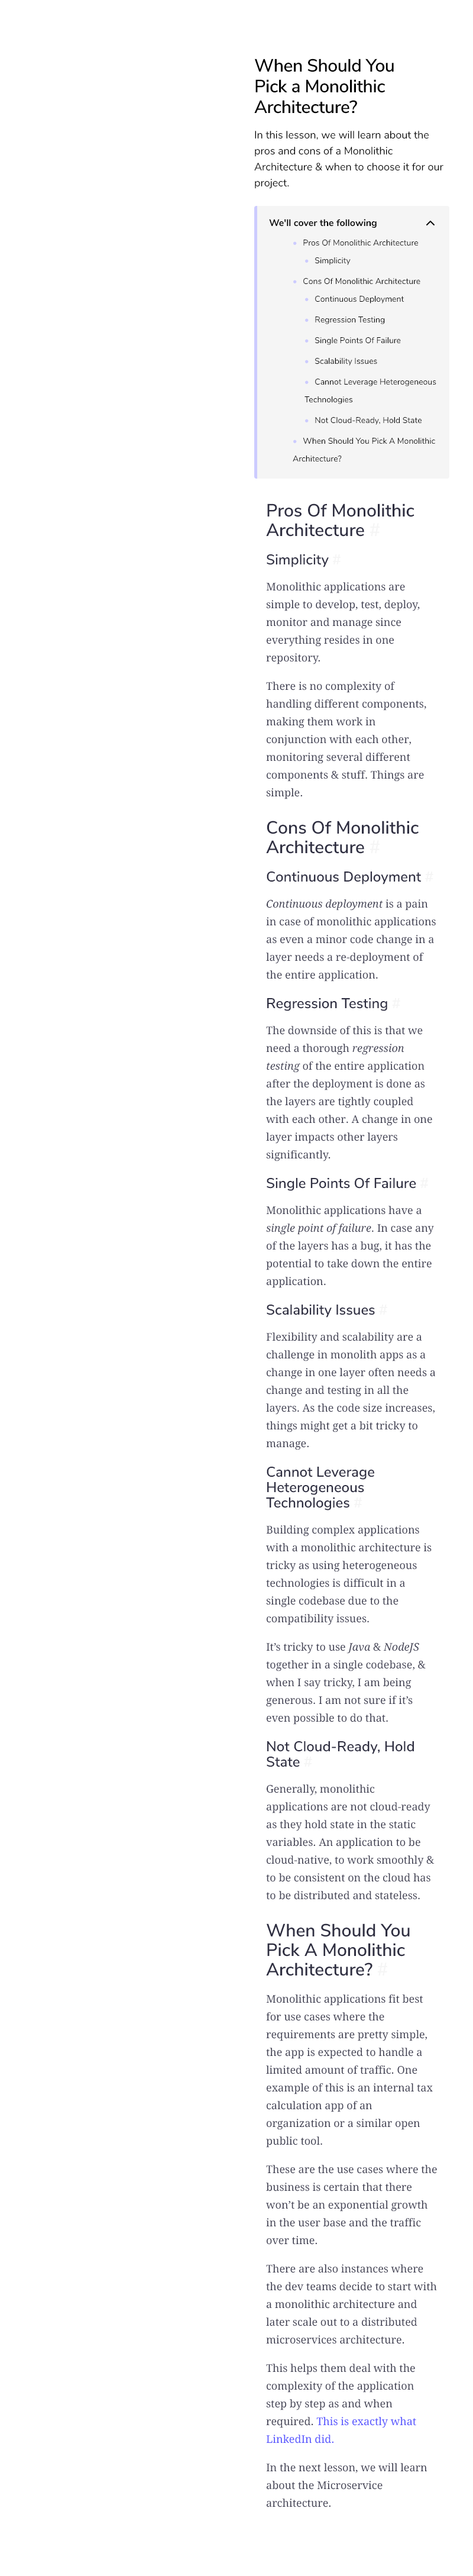 When Should You
Pick a Monolithic
Architecture?
In this lesson, we will learn about the
pros and cons of a Monolithic
Architecture & when to choose it for our
project.
We'll cover the following
Pros Of Monolithic Architecture
Simplicity
Cons Of Monolithic Architecture
Continuous Deployment
Regression Testing
Single Points Of Failure
Scalability Issues
Cannot Leverage Heterogeneous
Technologies
Not Cloud-Ready, Hold State
When Should You Pick A Monolithic
Architecture?
Pros Of Monolithic
Architecture #
Simplicity #
Monolithic applications are
simple to develop, test, deploy,
monitor and manage since
everything resides in one
repository.
There is no complexity of
handling different components,
making them work in
conjunction with each other,
monitoring several different
components & stuff. Things are
simple.
Cons Of Monolithic
Architecture #
Continuous Deployment #
Continuous deployment is a pain
in case of monolithic applications
as even a minor code change in a
layer needs a re-deployment of
the entire application.
Regression Testing #
The downside of this is that we
need a thorough regression
testing of the entire application
after the deployment is done as
the layers are tightly coupled
with each other. A change in one
layer impacts other layers
significantly.
Single Points Of Failure #
Monolithic applications have a
single point of failure. In case any
of the layers has a bug, it has the
potential to take down the entire
application.
Scalability Issues #
Flexibility and scalability are a
challenge in monolith apps as a
change in one layer often needs a
change and testing in all the
layers. As the code size increases,
things might get a bit tricky to
manage.
Cannot Leverage
Heterogeneous
Technologies #
Building complex applications
with a monolithic architecture is
tricky as using heterogeneous
technologies is difficult in a
single codebase due to the
compatibility issues.
It's tricky to use Java & NodeJS
together in a single codebase, &
when I say tricky, I am being
generous. I am not sure if it's
even possible to do that.
Not Cloud-Ready, Hold
State #
Generally, monolithic
applications are not cloud-ready
as they hold state in the static
variables. An application to be
cloud-native, to work smoothly &
to be consistent on the cloud has
to be distributed and stateless.
When Should You
Pick A Monolithic
Architecture? #
Monolithic applications fit best
for use cases where the
requirements are pretty simple,
the app is expected to handle a
limited amount of traffic. One
example of this is an internal tax
calculation app of an
organization or a similar open
public tool.
These are the use cases where the
business is certain that there
won't be an exponential growth
in the user base and the traffic
over time.
There are also instances where
the dev teams decide to start with
a monolithic architecture and
later scale out to a distributed
microservices architecture.
This helps them deal with the
complexity of the application
step by step as and when
required. This is exactly what
LinkedIn did.
In the next lesson, we will learn
about the Microservice
architecture.